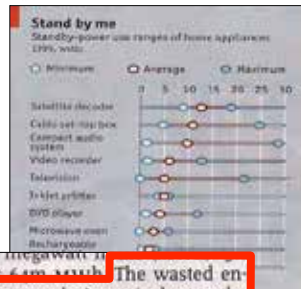 Stand by me
Standby-power use ranges of home appliances
1999, watts
Minimum Average Maximum
0 5 10 15 20 25 30
Satellite decoder
Cable set-top box
Compact audio
system
Video recorder
Television
Inkjet printer
DVD player
Microwave oven
Rechargeable
megawatt
MWh The wasted en-